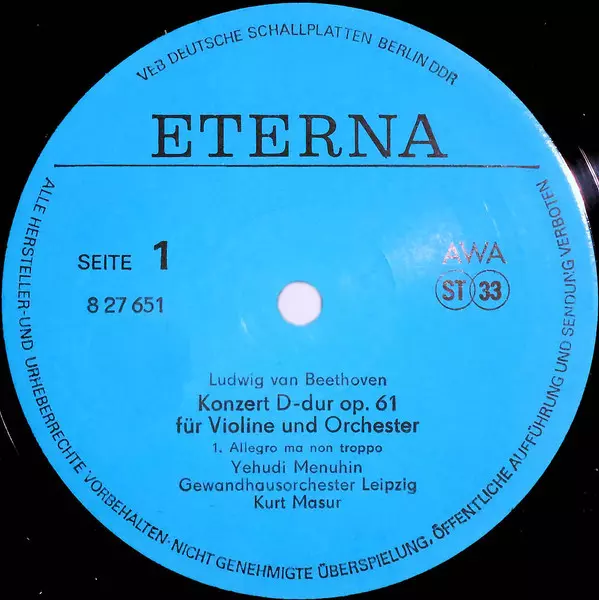 VEB DEUTSCHE SCHALLPLATTEN BERLIN DDR
ETERNA
SEITE 1
8 27 651
AWA
ST 33
Ludwig van Beethoven
Konzert D-dur op. 61
für Violine und Orchester
1. Allegro ma non troppo
Yehudi Menuhin
Gewandhausorchester Leipzig
Kurt Masur
ALLE HERSTELLER- UND URHEBERRECHTE VORBEHALTEN · NICHT GENEHMIGTE ÜBERSPIELUNG, ÖFFENTLICHE AUFFÜHRUNG UND SENDUNG VERBOTEN